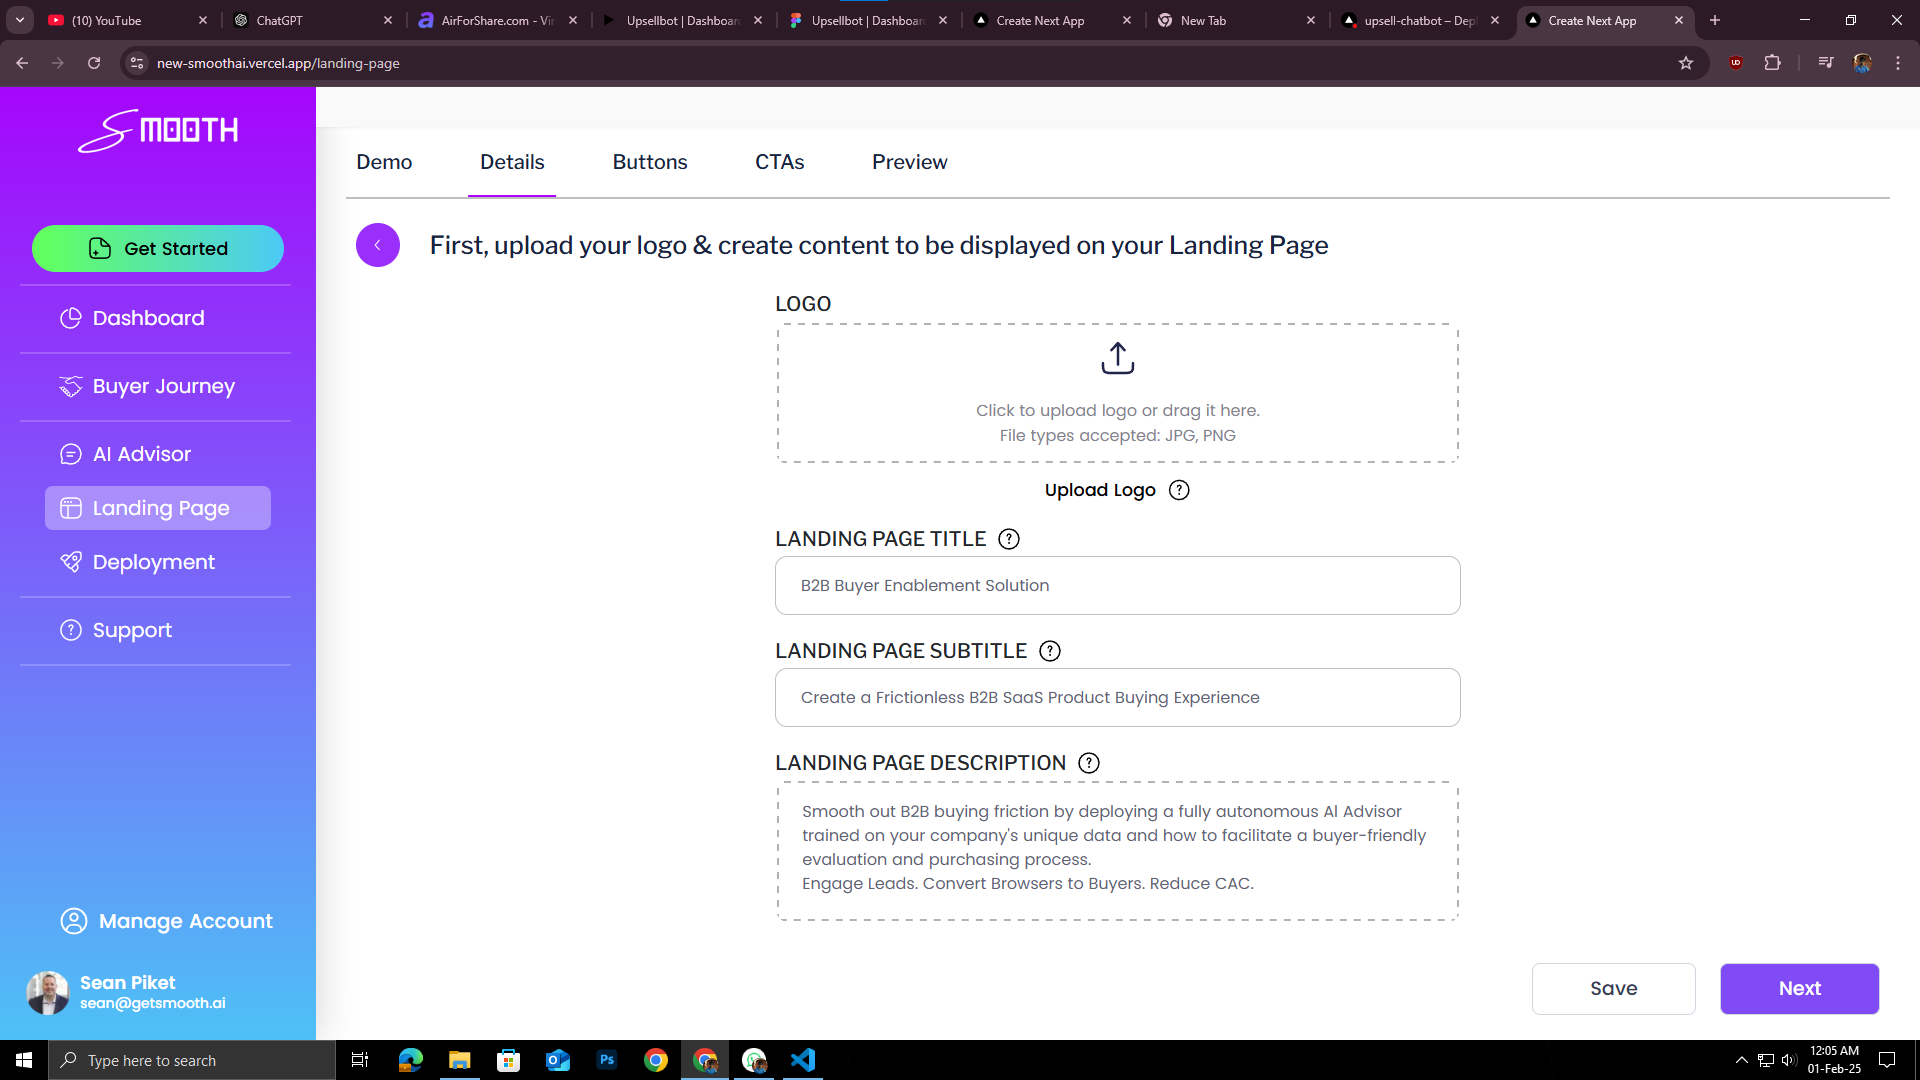 (10) YouTube
ChatGPT
AirForShare.com - Vir
Upsellbot | Dashboard
Upsellbot | Dashboar
Create Next App
New Tab
upsell-chatbot – Dep
Create Next App
new-smoothai.vercel.app/landing-page
SMOOTH
Get Started
Dashboard
Buyer Journey
AI Advisor
Landing Page
Deployment
Support
Manage Account
Sean Piket
sean@getsmooth.ai
Demo
Details
Buttons
CTAs
Preview
First, upload your logo & create content to be displayed on your Landing Page
LOGO
Click to upload logo or drag it here.
File types accepted: JPG, PNG
Upload Logo ?
LANDING PAGE TITLE ?
B2B Buyer Enablement Solution
LANDING PAGE SUBTITLE ?
Create a Frictionless B2B SaaS Product Buying Experience
LANDING PAGE DESCRIPTION ?
Smooth out B2B buying friction by deploying a fully autonomous AI Advisor
trained on your company's unique data and how to facilitate a buyer-friendly
evaluation and purchasing process.
Engage Leads. Convert Browsers to Buyers. Reduce CAC.
Save
Next
Type here to search
Ps
12:05 AM
01-Feb-25